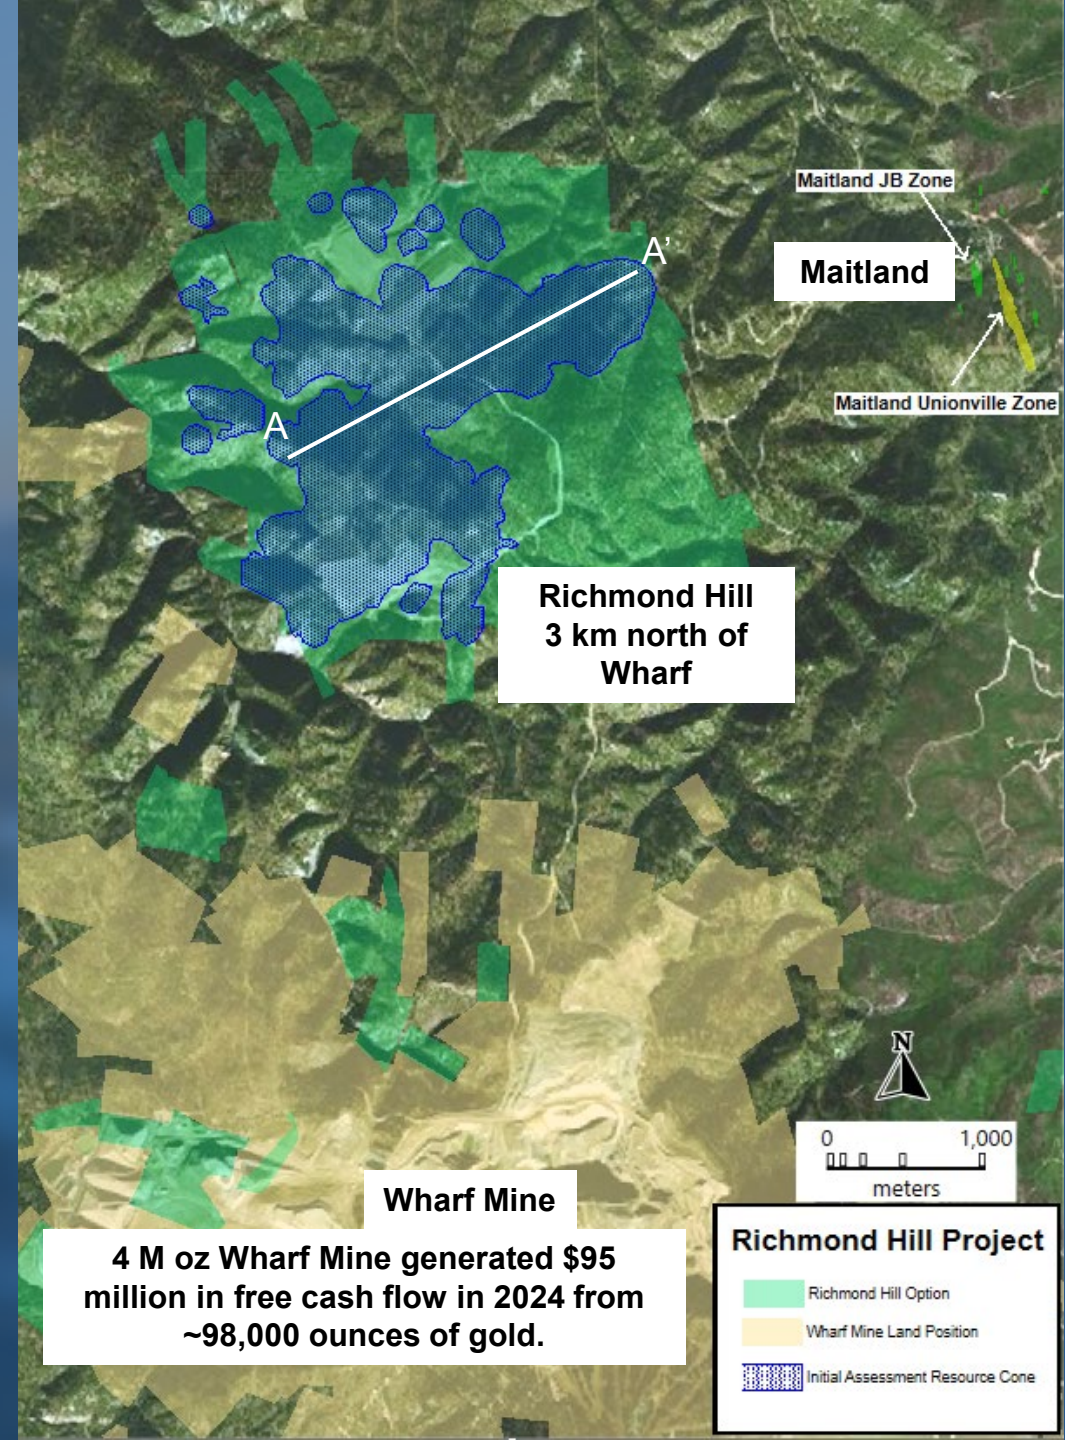 Maitland JB Zone
A’
Maitland
Maitland Unionville Zone
A
Richmond Hill
3 km north of
Wharf
N
0 1,000
meters
Wharf Mine
4 M oz Wharf Mine generated $95
million in free cash flow in 2024 from
~98,000 ounces of gold.
Richmond Hill Project
Richmond Hill Option
Wharf Mine Land Position
Initial Assessment Resource Cone